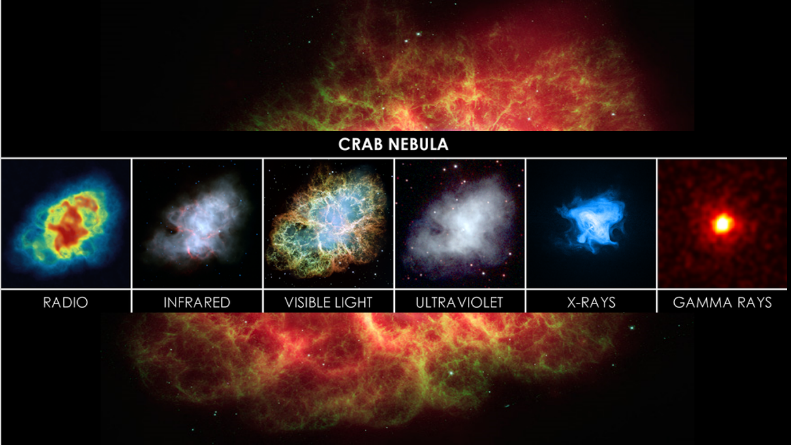 CRAB NEBULA
RADIO
INFRARED
VISIBLE LIGHT
ULTRAVIOLET
X-RAYS
GAMMA RAYS